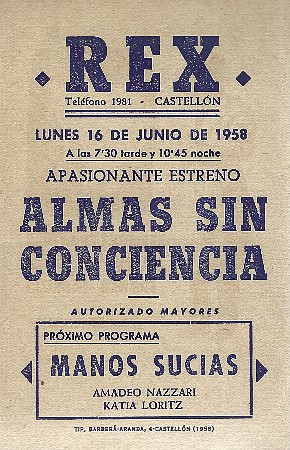 REX
Teléfono 1981 - CASTELLÓN
LUNES 16 DE JUNIO DE 1958
A las 7'30 tarde y 10'45 noche
APASIONANTE ESTRENO
ALMAS SIN
CONCIENCIA
AUTORIZADO MAYORES
PRÓXIMO PROGRAMA
MANOS SUCIAS
AMADEO NAZZARI
KATIA LORITZ
TIP. BARBERÁ-ARANDA, 4-CASTELLÓN (1958)